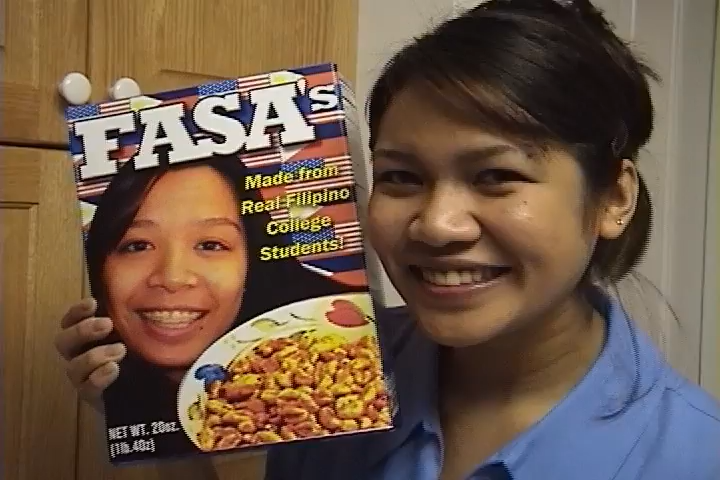 FASA's
Made from
Real Filipino
College
Students!
NET WT. 20oz.
(1lb.4oz)